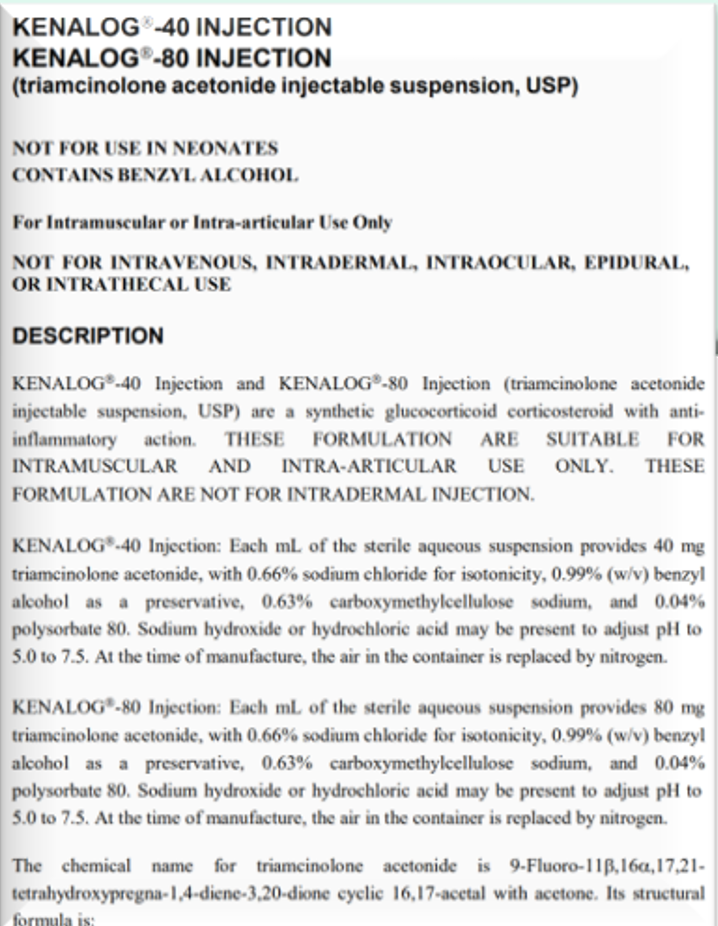 KENALOG®-40 INJECTION
KENALOG®-80 INJECTION
(triamcinolone acetonide injectable suspension, USP)
NOT FOR USE IN NEONATES
CONTAINS BENZYL ALCOHOL
For Intramuscular or Intra-articular Use Only
NOT FOR INTRAVENOUS, INTRADERMAL, INTRAOCULAR, EPIDURAL,
OR INTRATHECAL USE
DESCRIPTION
KENALOG®-40 Injection and KENALOG®-80 Injection (triamcinolone acetonide
injectable suspension, USP) are a synthetic glucocorticoid corticosteroid with anti-
inflammatory action. THESE FORMULATION ARE SUITABLE FOR
INTRAMUSCULAR AND INTRA-ARTICULAR USE ONLY. THESE
FORMULATION ARE NOT FOR INTRADERMAL INJECTION.
KENALOG®-40 Injection: Each mL of the sterile aqueous suspension provides 40 mg
triamcinolone acetonide, with 0.66% sodium chloride for isotonicity, 0.99% (w/v) benzyl
alcohol as a preservative, 0.63% carboxymethylcellulose sodium, and 0.04%
polysorbate 80. Sodium hydroxide or hydrochloric acid may be present to adjust pH to
5.0 to 7.5. At the time of manufacture, the air in the container is replaced by nitrogen.
KENALOG®-80 Injection: Each mL of the sterile aqueous suspension provides 80 mg
triamcinolone acetonide, with 0.66% sodium chloride for isotonicity, 0.99% (w/v) benzyl
alcohol as a preservative, 0.63% carboxymethylcellulose sodium, and 0.04%
polysorbate 80. Sodium hydroxide or hydrochloric acid may be present to adjust pH to
5.0 to 7.5. At the time of manufacture, the air in the container is replaced by nitrogen.
The chemical name for triamcinolone acetonide is 9-Fluoro-11β,16α,17,21-
tetrahydroxypregna-1,4-diene-3,20-dione cyclic 16,17-acetal with acetone. Its structural
formula is: